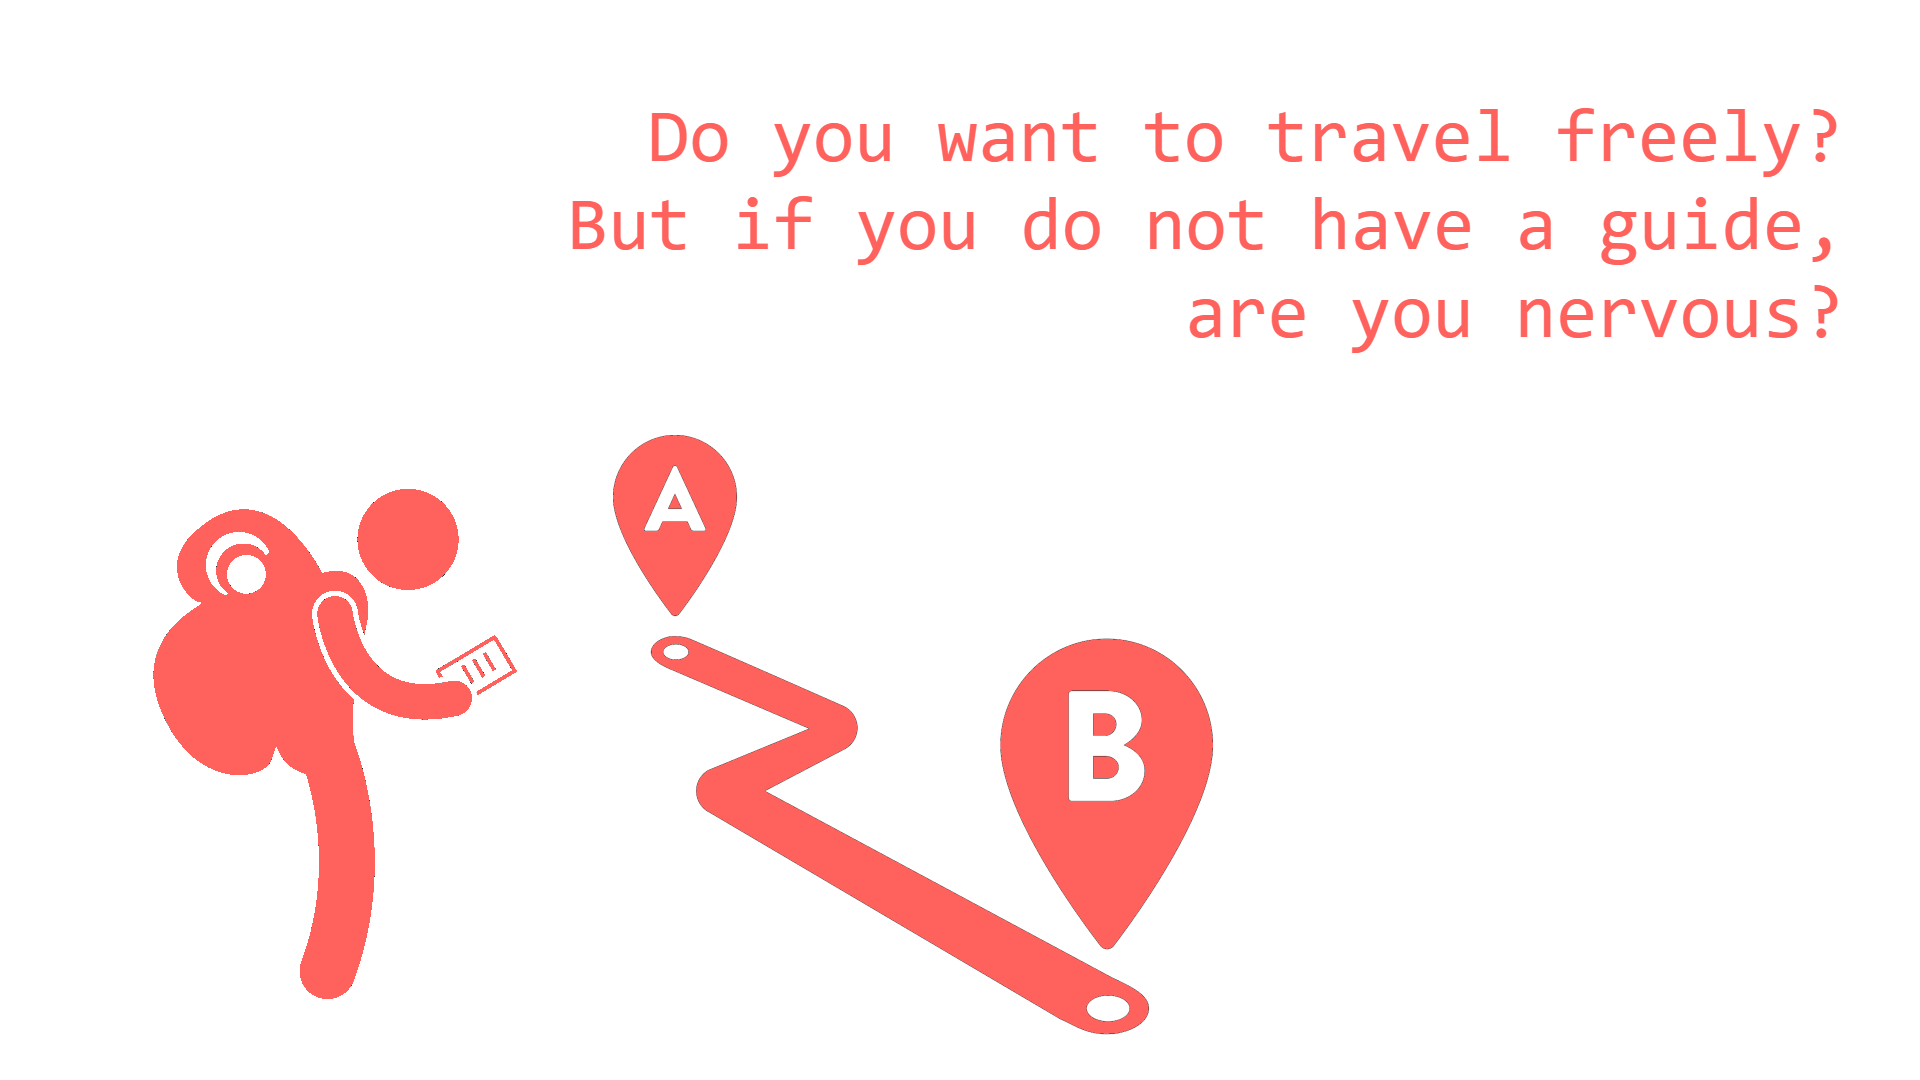 Do you want to travel freely?
But if you do not have a guide,
are you nervous?
A
B